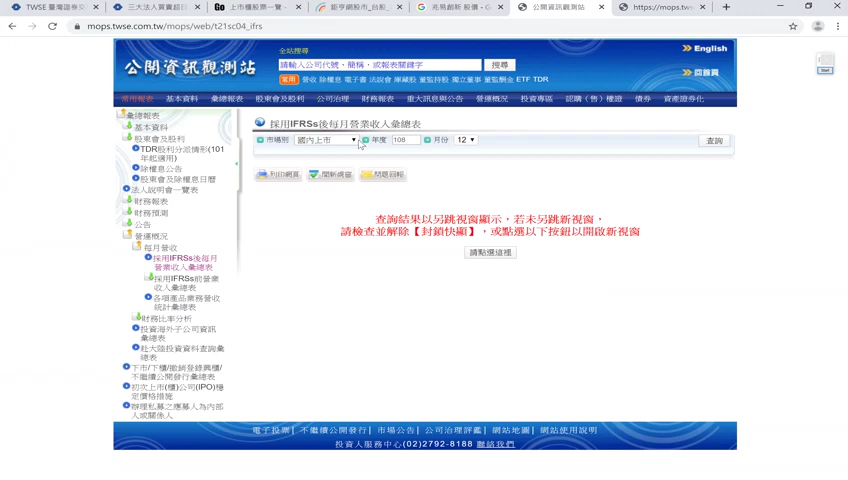 TWSE 臺灣證券交
三大法人買賣超日
上市櫃股票一覽 -
鉅亨網股市_台股_
兆易創新 股價 - G
公開資訊觀測站
https://mops.tw
mops.twse.com.tw/mops/web/t21sc04_ifrs
公開資訊觀測站
全站搜尋
請輸入公司代號、簡稱，或報表關鍵字
搜尋
常用 營收 除權息 電子書 法說會 庫藏股 董監持股 獨立董事 董監酬金 ETF TDR
English
回首頁
Start
常用報表 基本資料 彙總報表 股東會及股利 公司治理 財務報表 重大訊息與公告 營運概況 投資專區 認購（售）權證 債券 資產證券化
彙總報表
基本資料
股東會及股利
TDR股利分派情形(101
年起適用)
除權息公告
股東會及除權息日曆
法人說明會一覽表
財務報表
財務預測
公告
營運概況
每月營收
採用IFRSs後每月
營業收入彙總表
採用IFRSs前營業
收入彙總表
各項產品業務營收
統計彙總表
財務比率分析
投資海外子公司資訊
彙總表
赴大陸投資資料查詢彙
總表
下市/下櫃/撤銷登錄興櫃/
不繼續公開發行彙總表
初次上市(櫃)公司(IPO)穩
定價格措施
辦理私募之應募人為內部
人或關係人
採用IFRSs後每月營業收入彙總表
市場別 國內上市 年度 108 月份 12
查詢
列印網頁 開新視窗 問題回報
查詢結果以另跳視窗顯示，若未另跳新視窗，
請檢查並解除【封鎖快顯】，或點選以下按鈕以開啟新視窗
請點選這裡
電子投票| 不繼續公開發行| 市場公告| 公司治理評鑑| 網站地圖| 網站使用說明
投資人服務中心(02)2792-8188 聯絡我們